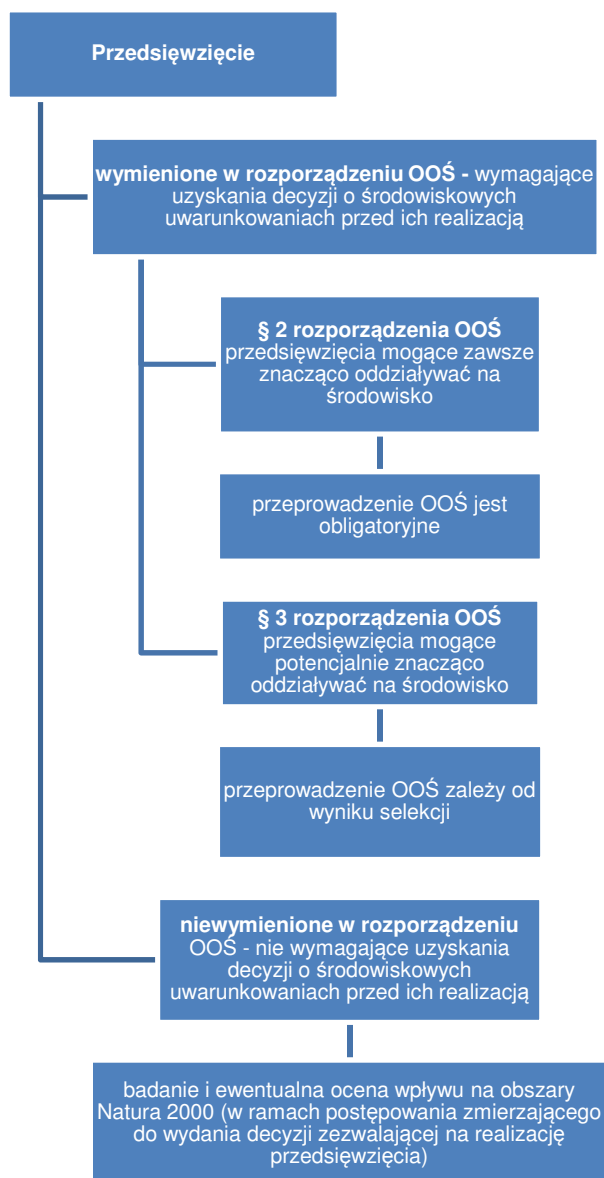 Przedsięwzięcie
wymienione w rozporządzeniu OOŚ - wymagające
uzyskania decyzji o środowiskowych
uwarunkowaniach przed ich realizacją
§ 2 rozporządzenia OOŚ
przedsięwzięcia mogące zawsze
znacząco oddziaływać na
środowisko
przeprowadzenie OOŚ jest
obligatoryjne
§ 3 rozporządzenia OOŚ
przedsięwzięcia mogące
potencjalnie znacząco
oddziaływać na środowisko
przeprowadzenie OOŚ zależy od
wyniku selekcji
niewymienione w rozporządzeniu
OOŚ - nie wymagające uzyskania
decyzji o środowiskowych
uwarunkowaniach przed ich realizacją
badanie i ewentualna ocena wpływu na obszary
Natura 2000 (w ramach postępowania zmierzającego
do wydania decyzji zezwalającej na realizację
przedsięwzięcia)